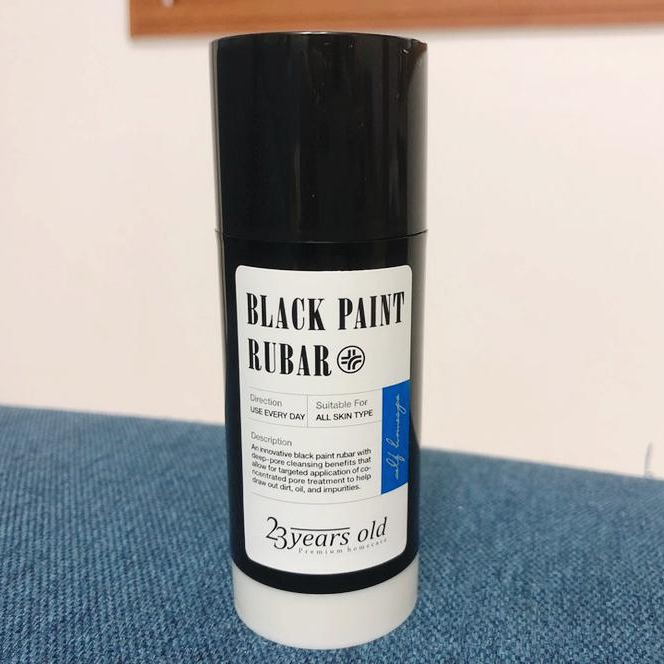 BLACK PAINT
RUBAR
Direction
USE EVERY DAY
Suitable For
ALL SKIN TYPE
self homespa
Description
An innovative black paint rubar with
deep-pore cleansing benefits that
allow for targeted application of co-
ncentrated pore treatment to help
draw out dirt, oil, and impurities.
23years old
Premium homecare